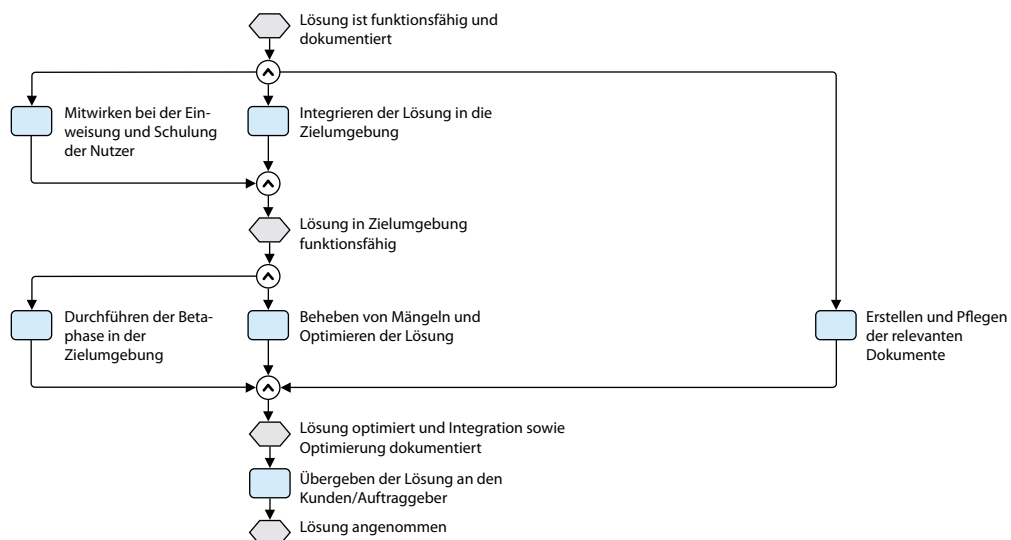 Lösung ist funktionsfähig und
dokumentiert
Mitwirken bei der Ein-
weisung und Schulung
der Nutzer
Integrieren der Lösung in die
Zielumgebung
Lösung in Zielumgebung
funktionsfähig
Durchführen der Beta-
phase in der
Zielumgebung
Beheben von Mängeln und
Optimieren der Lösung
Erstellen und Pflegen
der relevanten
Dokumente
Lösung optimiert und Integration sowie
Optimierung dokumentiert
Übergeben der Lösung an den
Kunden/Auftraggeber
Lösung angenommen